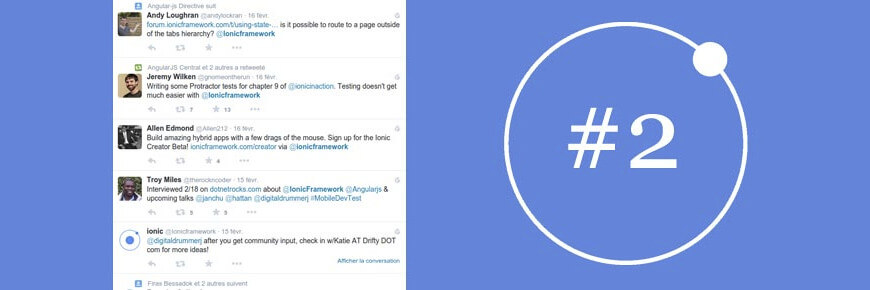 Angular-js Directive suit
Andy Loughran @andylockran · 16 févr.
forum.ionicframework.com/t/using-state-... is it possible to route to a page outside
of the tabs hierarchy? @Ionicframework
AngularJS Central et 2 autres a retweeté
Jeremy Wilken @gnomeontherun · 16 févr.
Writing some Protractor tests for chapter 9 of @ionicinaction. Testing doesn't get
much easier with @Ionicframework
7 13
Allen Edmond @Allen212 · 16 févr.
Build amazing hybrid apps with a few drags of the mouse. Sign up for the Ionic
Creator Beta! ionicframework.com/creator via @ionicframework
4
Troy Miles @therockncoder · 15 févr.
Interviewed 2/18 on dotnetrocks.com about @IonicFramework @Angularjs &
upcoming talks @janchu @hattan @digitaldrummerj #MobileDevTest
5 5
ionic @Ionicframework · 15 févr.
@digitaldrummerj after you get community input, check in w/Katie AT Drifty DOT
com for more ideas!
Afficher la conversation
Firas Bessadok et 2 autres suivent
#2